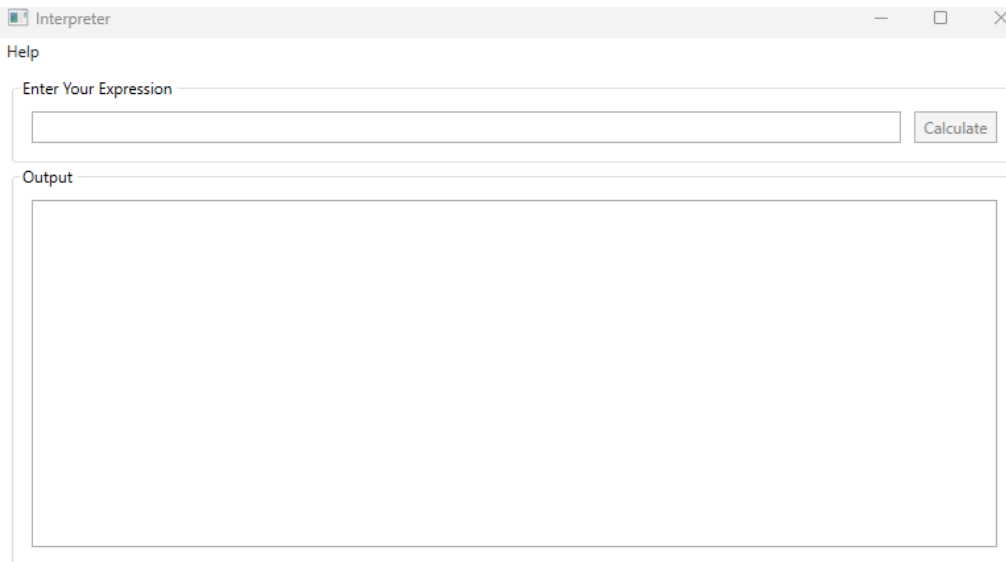 Interpreter
Help
Enter Your Expression
Calculate
Output